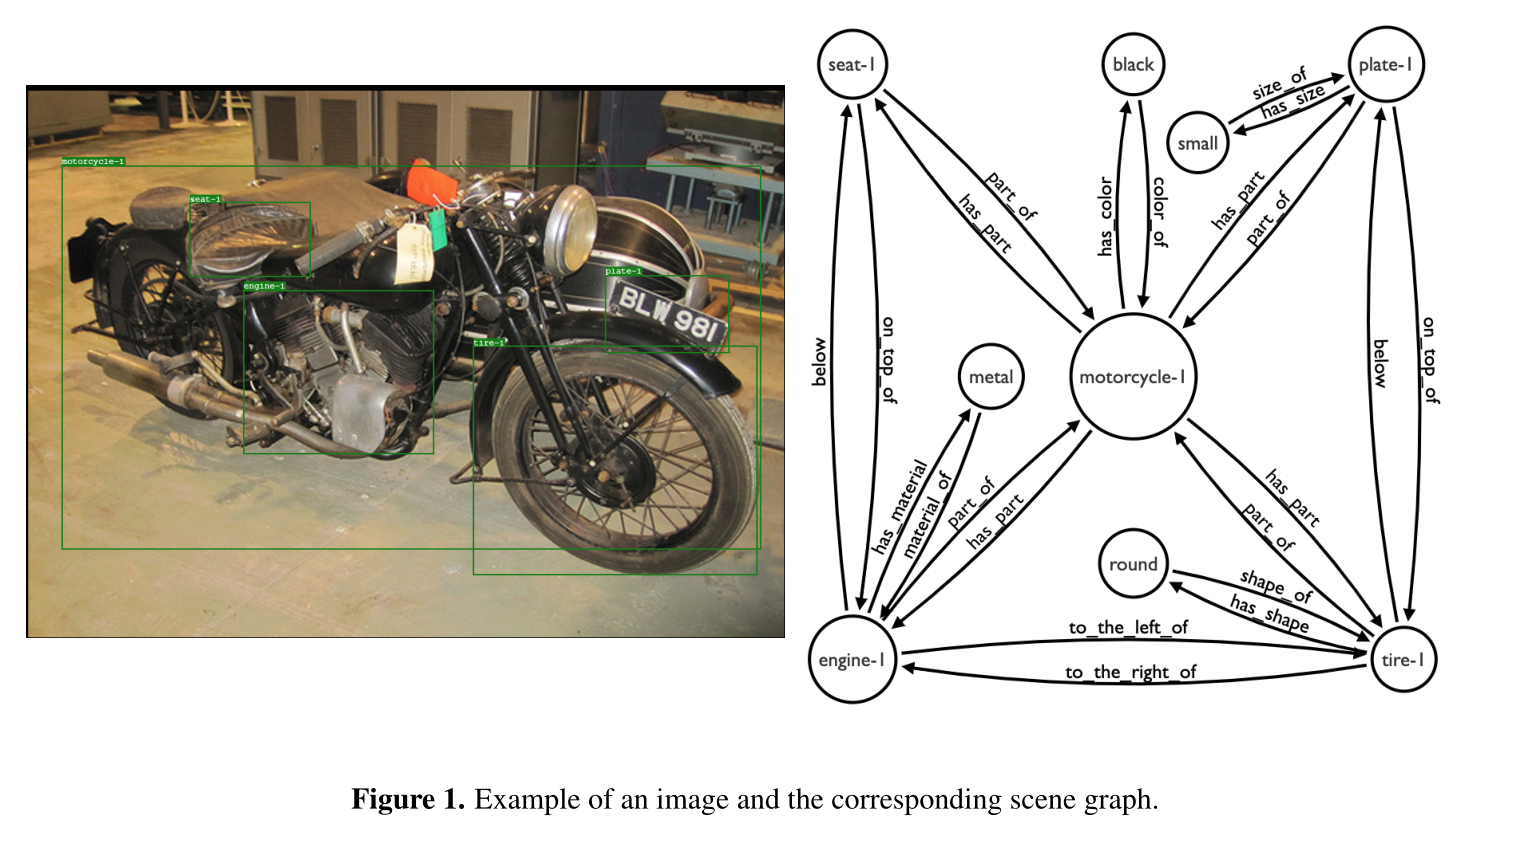 motorcycle-1
seat-1
engine-1
plate-1
BLW 981
tire-1
seat-1
black
plate-1
size_of
has_size
small
part_of
has_part
has_color
color_of
has_part
part_of
below
on_top_of
metal
motorcycle-1
below
on_top_of
has_material
material_of
part_of
has_part
has_part
part_of
round
shape_of
has_shape
to_the_left_of
engine-1
tire-1
to_the_right_of
Figure 1. Example of an image and the corresponding scene graph.